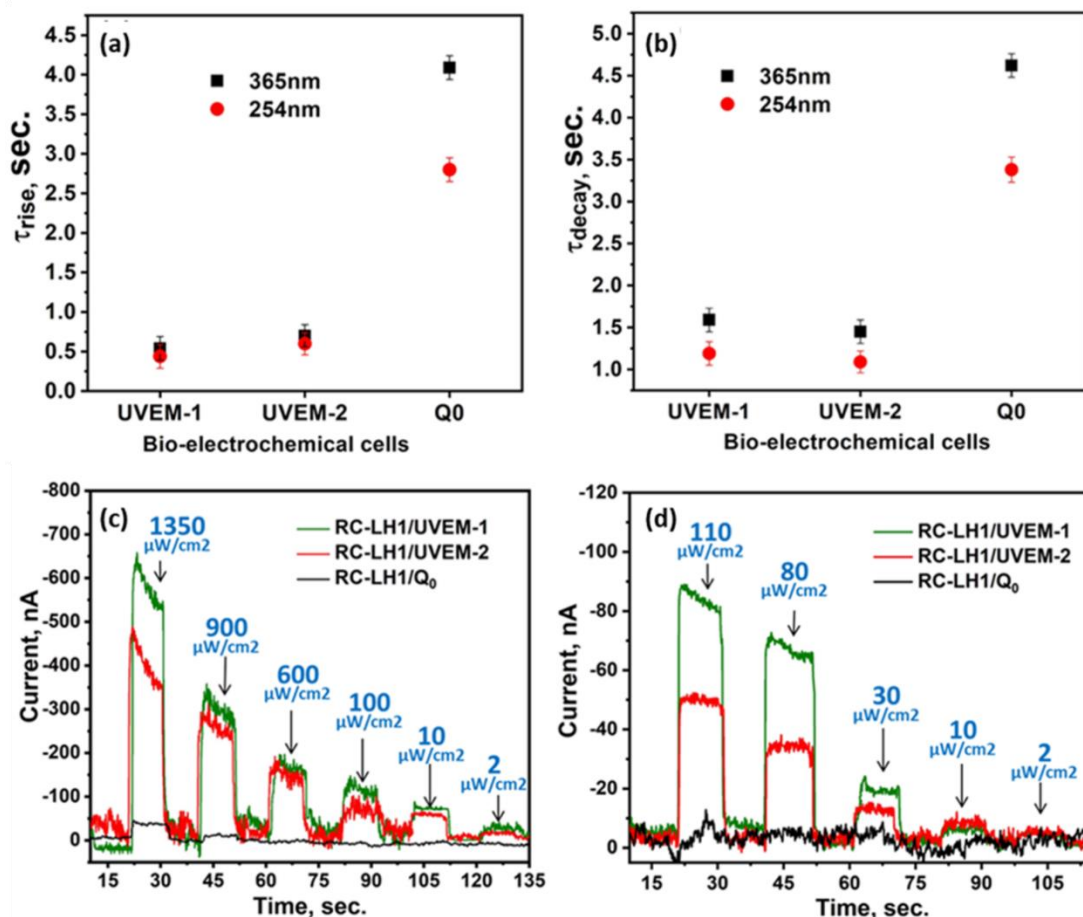 (a)
365nm
254nm
4.5
4.0
3.5
3.0
2.5
2.0
1.5
1.0
0.5
0.0
τrise, sec.
UVEM-1 UVEM-2 Q0
Bio-electrochemical cells
(b)
365nm
254nm
5.0
4.5
4.0
3.5
3.0
2.5
2.0
1.5
1.0
τdecay, sec.
UVEM-1 UVEM-2 Q0
Bio-electrochemical cells
(c)
RC-LH1/UVEM-1
RC-LH1/UVEM-2
RC-LH1/Q0
1350
μW/cm2
900
μW/cm2
600
μW/cm2
100
μW/cm2
10
μW/cm2
2
μW/cm2
-800
-700
-600
-500
-400
-300
-200
-100
0
Current, nA
15 30 45 60 75 90 105 120 135
Time, sec.
(d)
RC-LH1/UVEM-1
RC-LH1/UVEM-2
RC-LH1/Q0
110
μW/cm2
80
μW/cm2
30
μW/cm2
10
μW/cm2
2
μW/cm2
-120
-100
-80
-60
-40
-20
0
Current, nA
15 30 45 60 75 90 105
Time, sec.